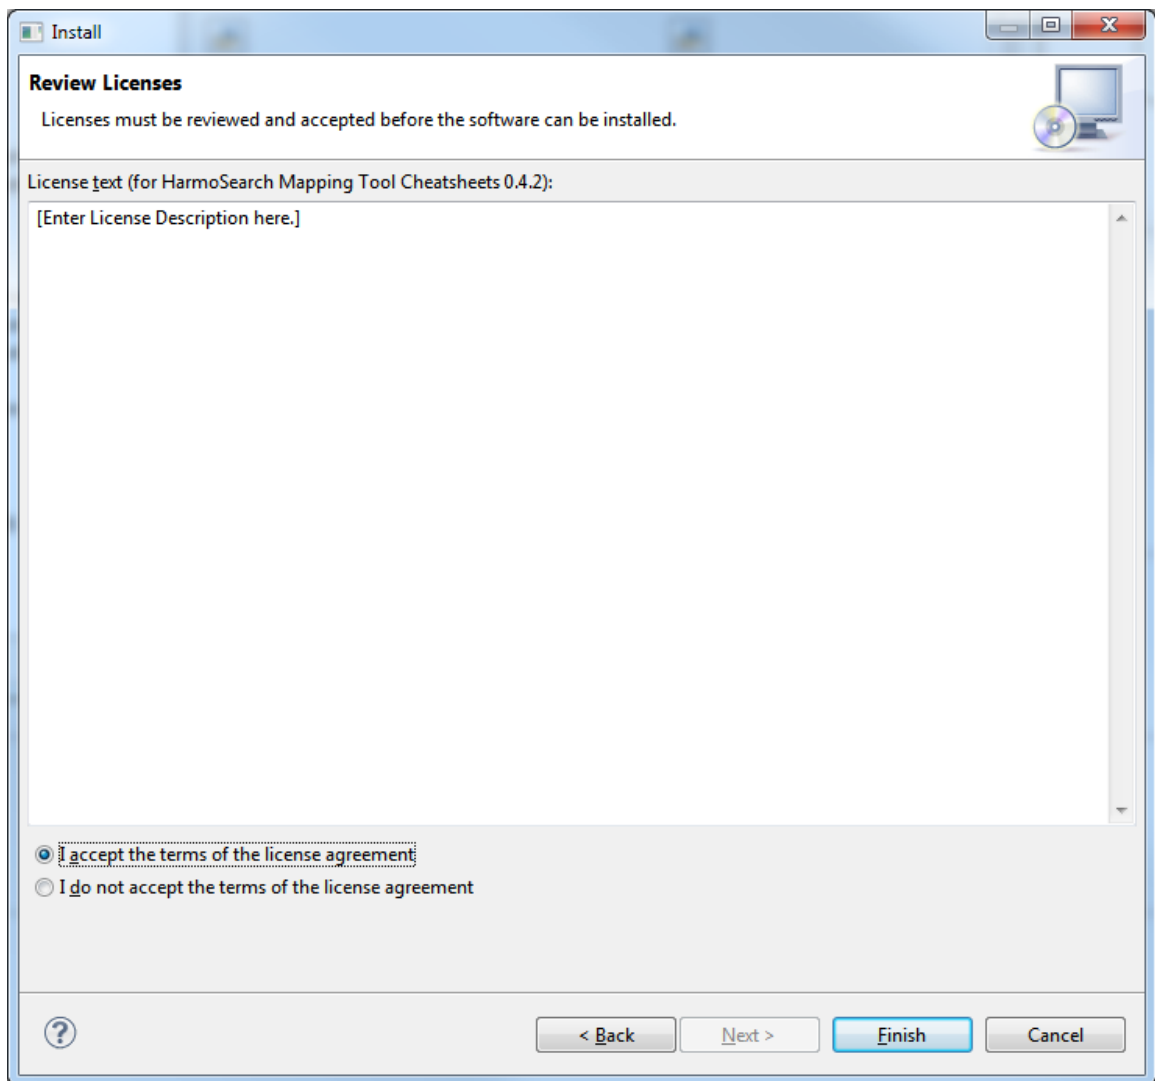 Install
Review Licenses
Licenses must be reviewed and accepted before the software can be installed.
License text (for HarmoSearch Mapping Tool Cheatsheets 0.4.2):
[Enter License Description here.]
I accept the terms of the license agreement
I do not accept the terms of the license agreement
? < Back Next > Finish Cancel